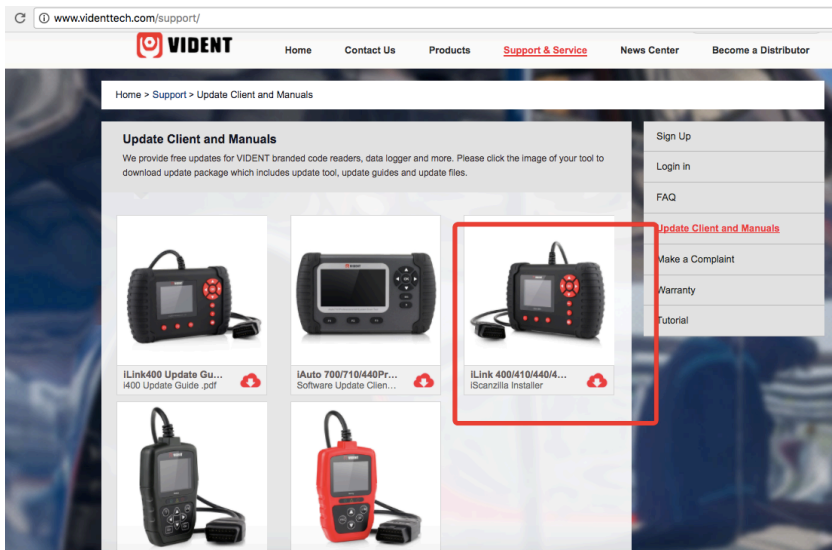 www.videnttech.com/support/
VIDENT
Home Contact Us Products Support & Service News Center Become a Distributor
Home > Support > Update Client and Manuals
Update Client and Manuals
We provide free updates for VIDENT branded code readers, data logger and more. Please click the image of your tool to
download update package which includes update tool, update guides and update files.
Sign Up
Login in
FAQ
Update Client and Manuals
Make a Complaint
Warranty
Tutorial
iLink400 Update Gu...
i400 Update Guide .pdf
iAuto 700/710/440Pr...
Software Update Clien...
iLink 400/410/440/4...
iScanzilla Installer